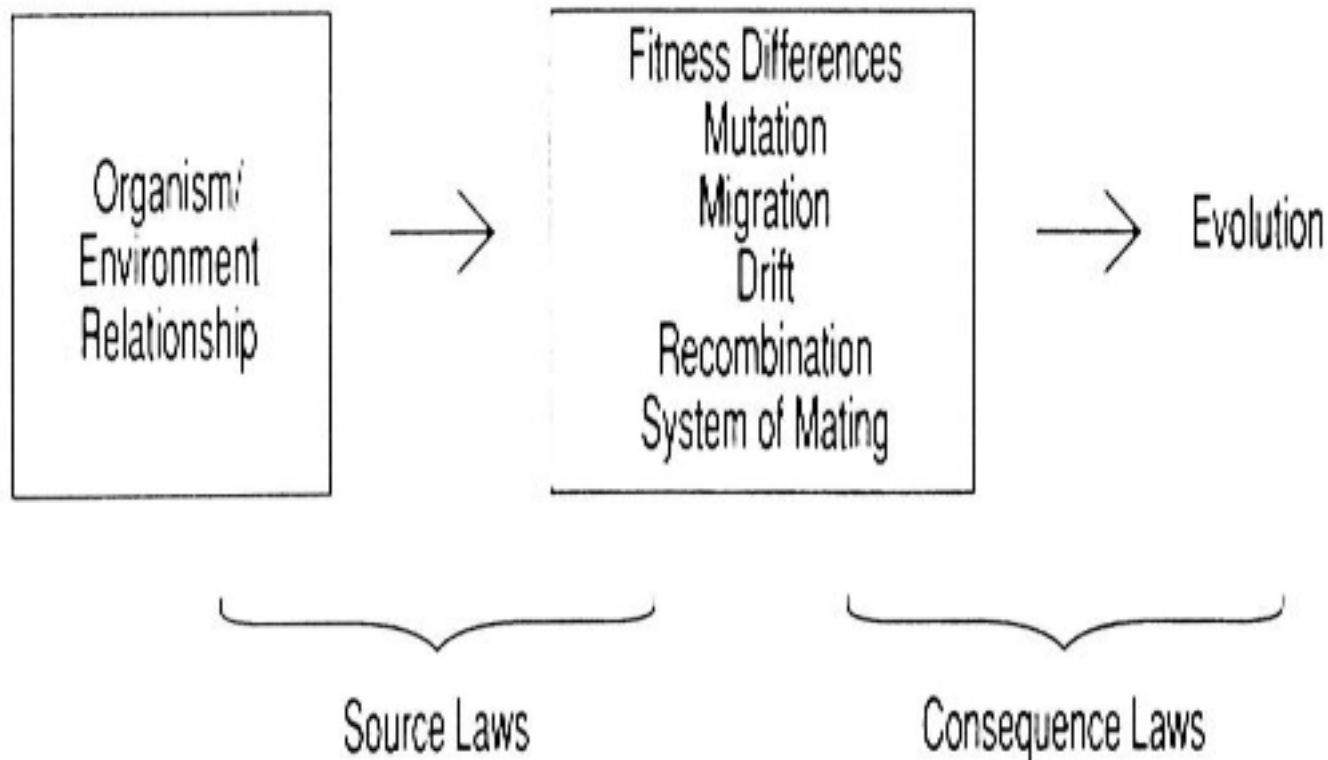 Organism/
Environment
Relationship
Fitness Differences
Mutation
Migration
Drift
Recombination
System of Mating
Evolution
Source Laws
Consequence Laws